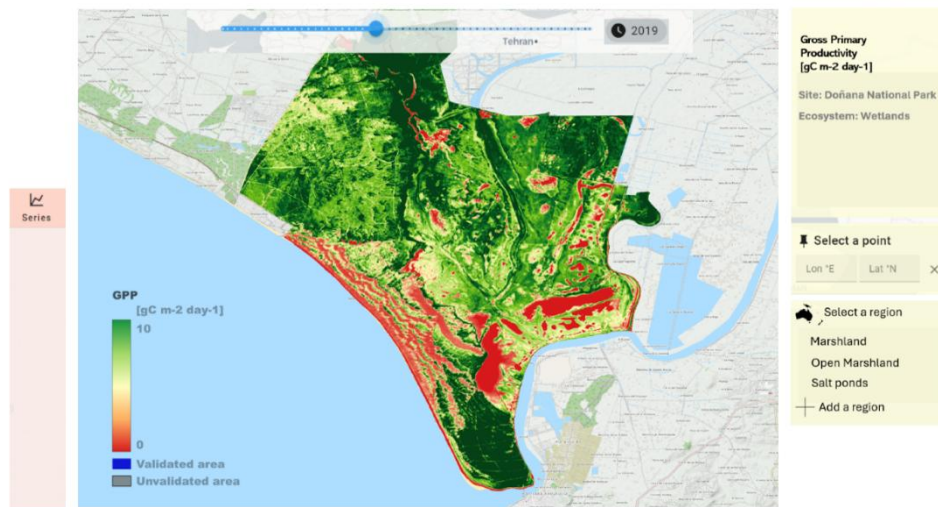 Tehran
2019
Gross Primary
Productivity
[gC m-2 day-1]
Site: Doñana National Park
Ecosystem: Wetlands
Series
Select a point
Lon °E
Lat °N
×
Select a region
Marshland
Open Marshland
Salt ponds
Add a region
GPP
[gC m-2 day-1]
10
0
Validated area
Unvalidated area